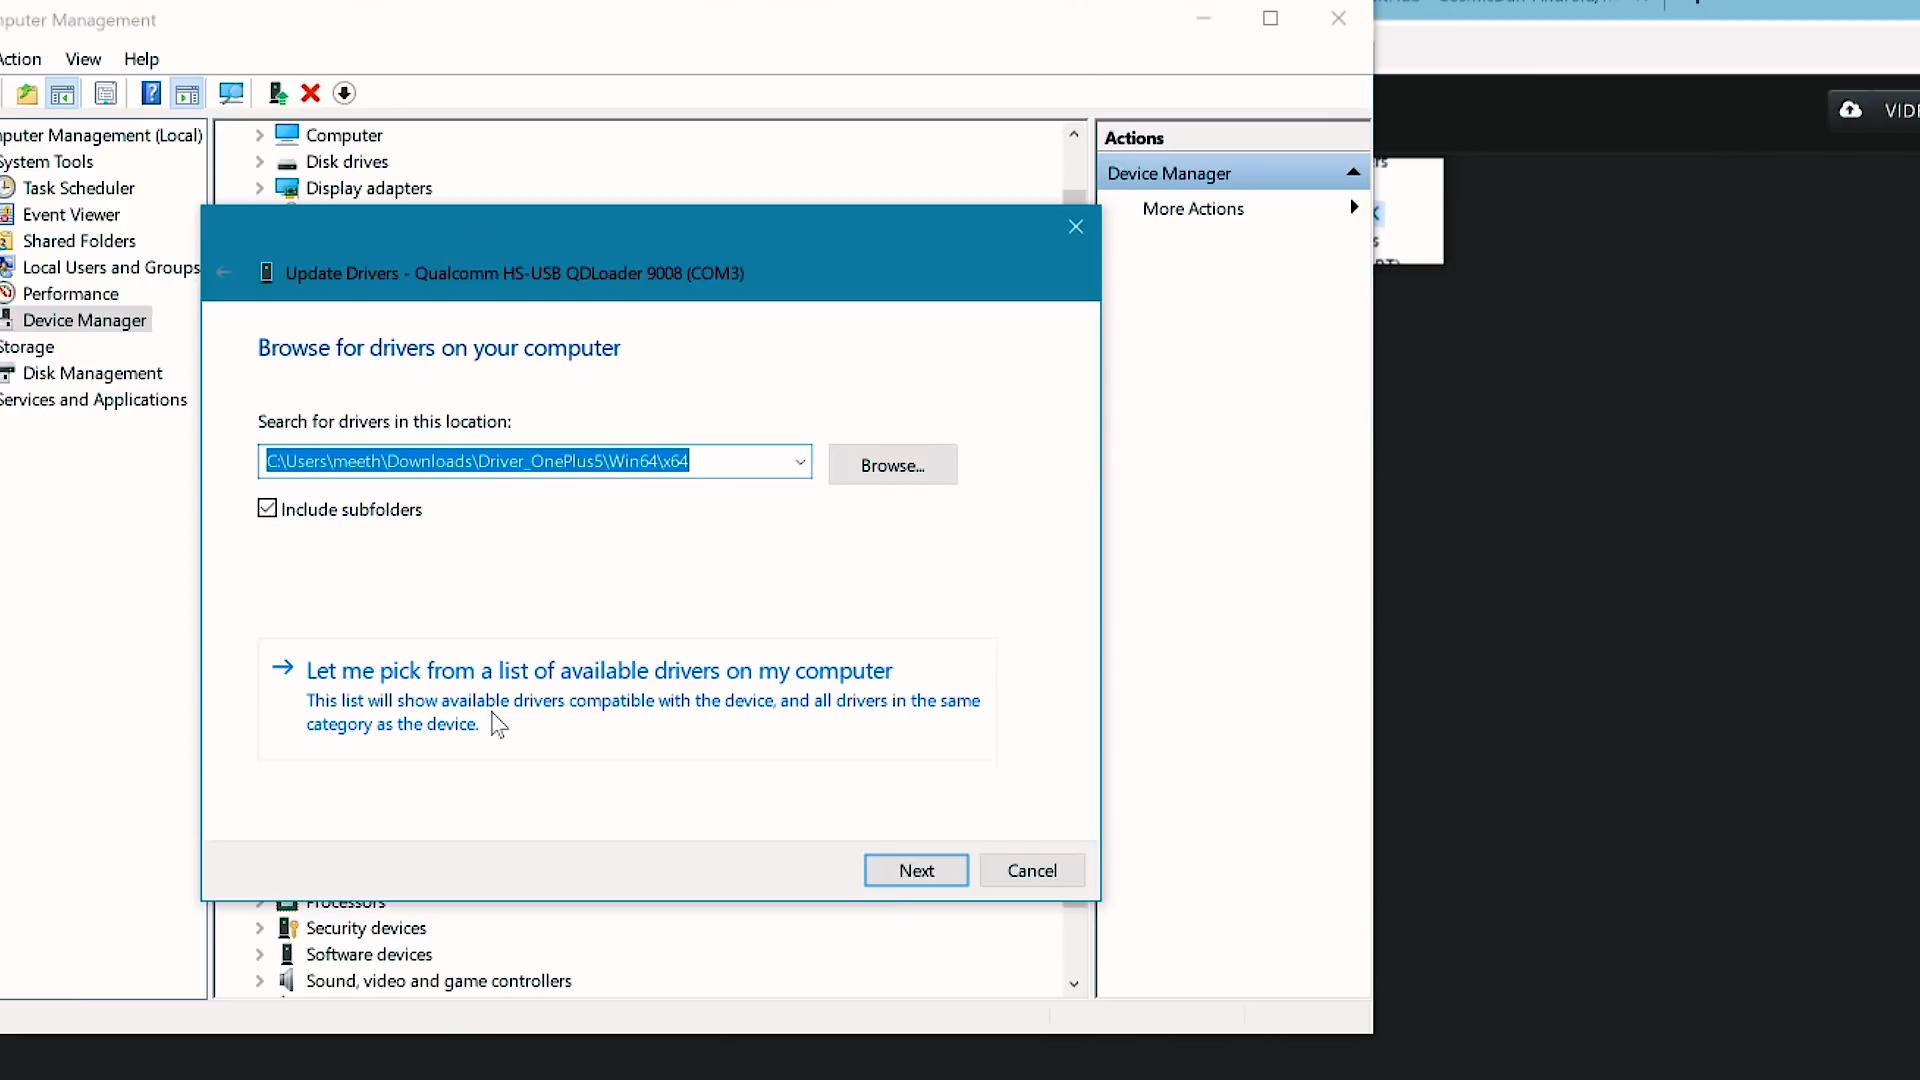 puter Management
Action View Help
puter Management (Local)
System Tools
Task Scheduler
Event Viewer
Shared Folders
Local Users and Groups
Performance
Device Manager
Storage
Disk Management
Services and Applications
Computer
Disk drives
Display adapters
Actions
Device Manager
More Actions
VIDE
Update Drivers - Qualcomm HS-USB QDLoader 9008 (COM3)
Browse for drivers on your computer
Search for drivers in this location:
C:\Users\meeth\Downloads\Driver_OnePlus5\Win64\x64
Browse...
Include subfolders
Let me pick from a list of available drivers on my computer
This list will show available drivers compatible with the device, and all drivers in the same
category as the device.
Next Cancel
Processors
Security devices
Software devices
Sound, video and game controllers